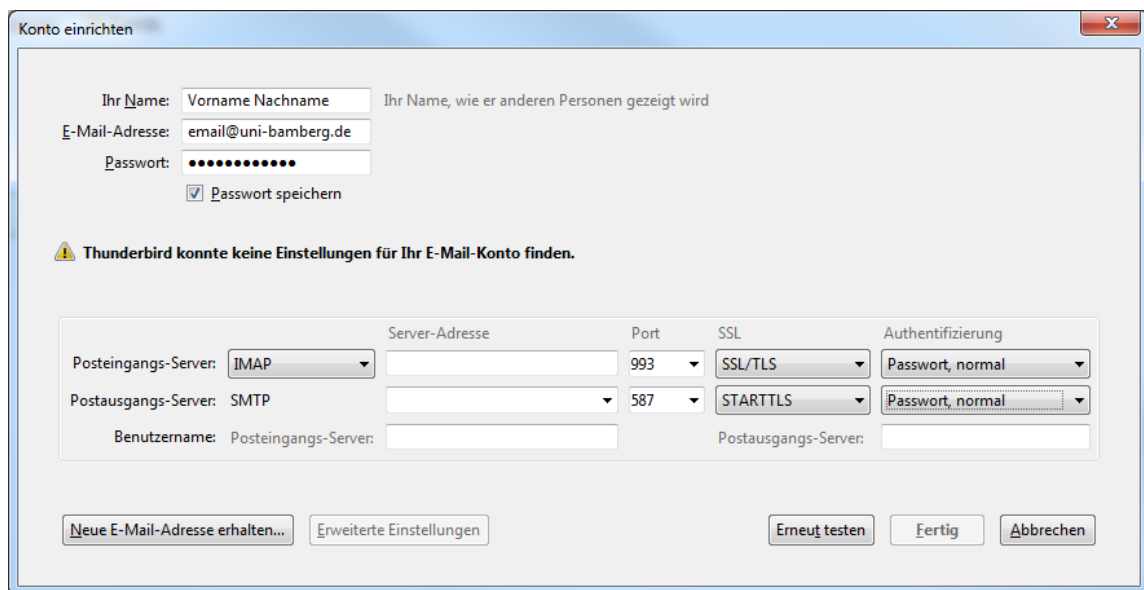 Konto einrichten
Ihr Name: Vorname Nachname Ihr Name, wie er anderen Personen gezeigt wird
E-Mail-Adresse: email@uni-bamberg.de
Passwort: ●●●●●●●●●●●●
Passwort speichern
Thunderbird konnte keine Einstellungen für Ihr E-Mail-Konto finden.
Server-Adresse Port SSL Authentifizierung
Posteingangs-Server: IMAP 993 SSL/TLS Passwort, normal
Postausgangs-Server: SMTP 587 STARTTLS Passwort, normal
Benutzername: Posteingangs-Server: Postausgangs-Server:
Neue E-Mail-Adresse erhalten... Erweiterte Einstellungen Erneut testen Fertig Abbrechen